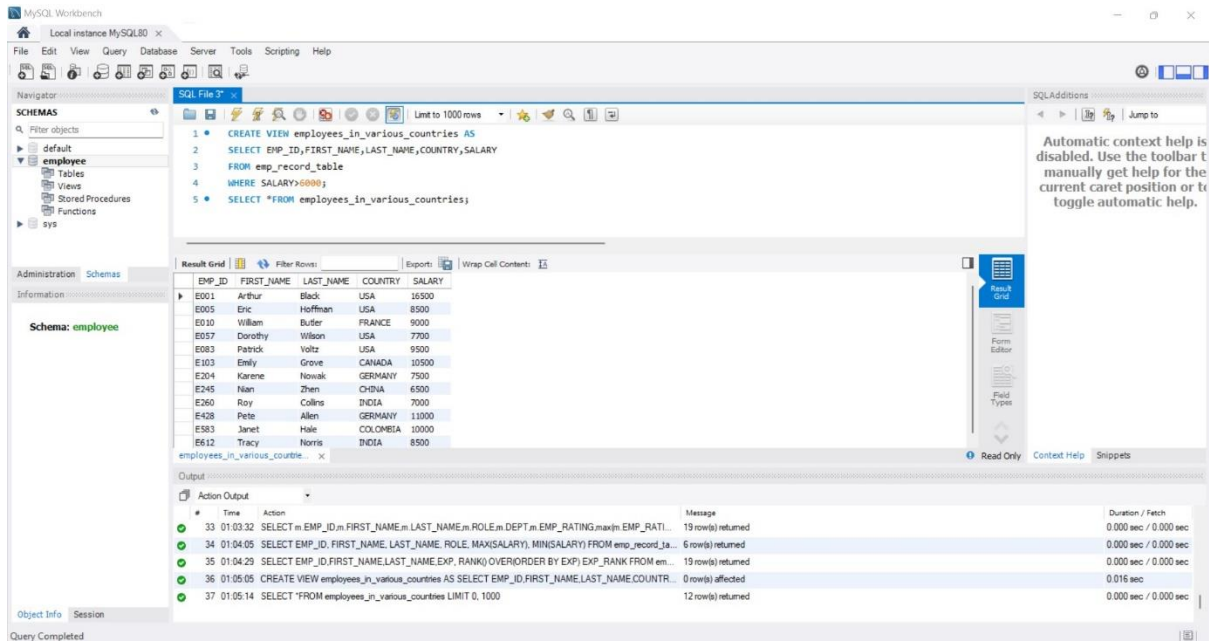 MySQL Workbench
Local instance MySQL80 ×
File Edit View Query Database Server Tools Scripting Help
Navigator
SCHEMAS
Filter objects
default
employee
Tables
Views
Stored Procedures
Functions
sys
Administration Schemas
Information
Schema: employee
Object Info Session
SQL File 3* ×
Limit to 1000 rows
1 CREATE VIEW employees_in_various_countries AS
2 SELECT EMP_ID,FIRST_NAME,LAST_NAME,COUNTRY,SALARY
3 FROM emp_record_table
4 WHERE SALARY>6000;
5 SELECT *FROM employees_in_various_countries;
Result Grid Filter Rows: Export: Wrap Cell Content:
EMP_ID FIRST_NAME LAST_NAME COUNTRY SALARY
E001 Arthur Black USA 16500
E005 Eric Hoffman USA 8500
E010 William Butler FRANCE 9000
E057 Dorothy Wilson USA 7700
E083 Patrick Voltz USA 9500
E103 Emily Grove CANADA 10500
E204 Karene Nowak GERMANY 7500
E245 Nian Zhen CHINA 6500
E260 Roy Collins INDIA 7000
E428 Pete Allen GERMANY 11000
E583 Janet Hale COLOMBIA 10000
E612 Tracy Norris INDIA 8500
Result
Grid
Form
Editor
Field
Types
employees_in_various_countrie... ×
Read Only
SQLAdditions
Jump to
Automatic context help is
disabled. Use the toolbar t
manually get help for the
current caret position or to
toggle automatic help.
Context Help Snippets
Output
Action Output
# Time Action Message Duration / Fetch
33 01:03:32 SELECT m.EMP_ID,m.FIRST_NAME,m.LAST_NAME,m.ROLE,m.DEPT,m.EMP_RATING,max(m.EMP_RATI... 19 row(s) returned 0.000 sec / 0.000 sec
34 01:04:05 SELECT EMP_ID, FIRST_NAME, LAST_NAME, ROLE, MAX(SALARY), MIN(SALARY) FROM emp_record_ta... 6 row(s) returned 0.000 sec / 0.000 sec
35 01:04:29 SELECT EMP_ID,FIRST_NAME,LAST_NAME,EXP, RANK() OVER(ORDER BY EXP) EXP_RANK FROM em... 19 row(s) returned 0.000 sec / 0.000 sec
36 01:05:05 CREATE VIEW employees_in_various_countries AS SELECT EMP_ID,FIRST_NAME,LAST_NAME,COUNTR... 0 row(s) affected 0.016 sec
37 01:05:14 SELECT *FROM employees_in_various_countries LIMIT 0, 1000 12 row(s) returned 0.000 sec / 0.000 sec
Query Completed